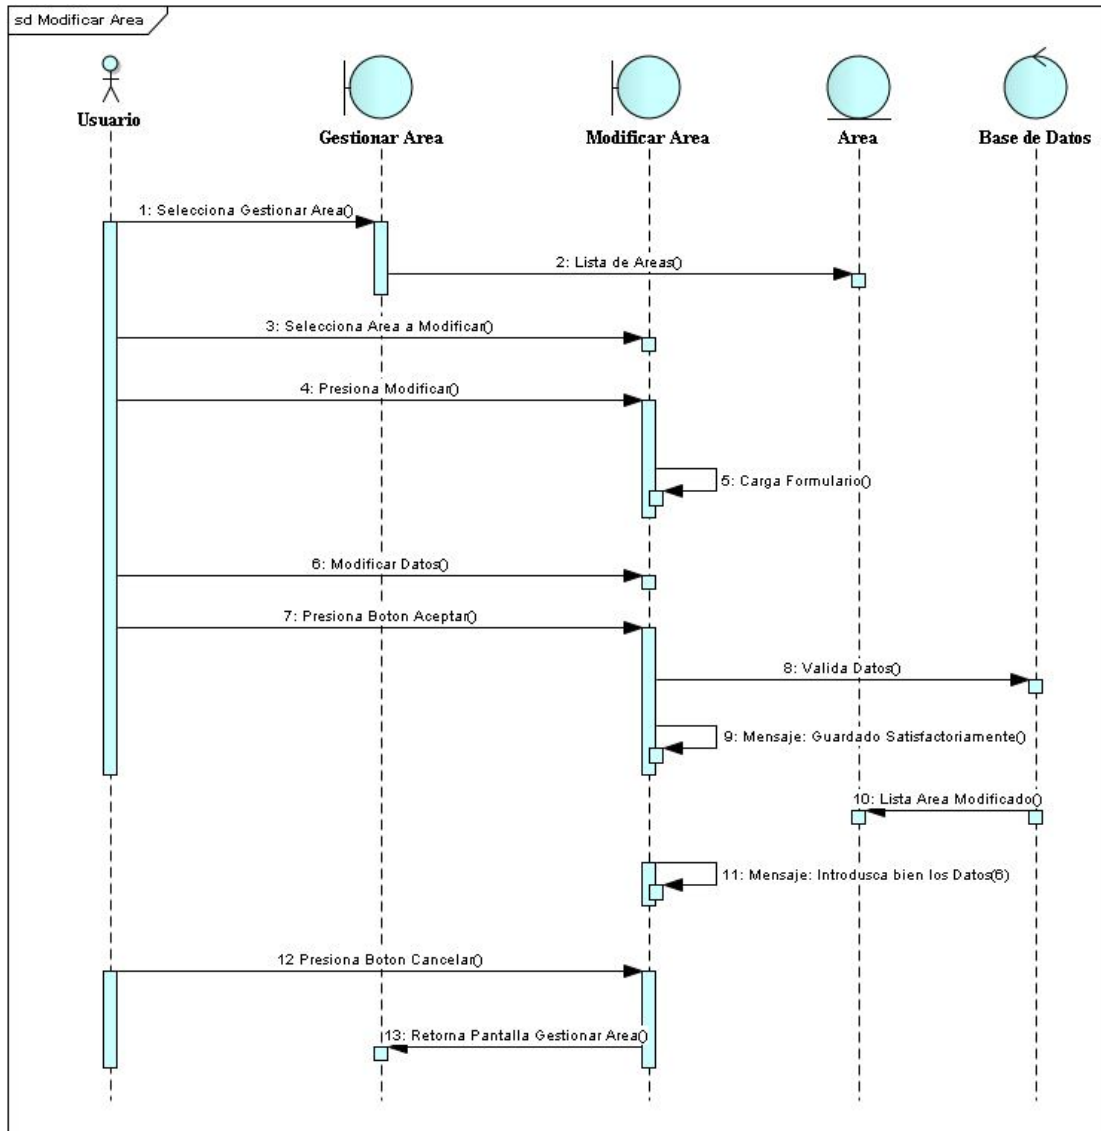 sd Modificar Area
Usuario
Gestionar Area
Modificar Area
Area
Base de Datos
1: Selecciona Gestionar Area()
2: Lista de Areas()
3: Selecciona Area a Modificar()
4: Presiona Modificar()
5: Carga Formulario()
6: Modificar Datos()
7: Presiona Boton Aceptar()
8: Valida Datos()
9: Mensaje: Guardado Satisfactoriamente()
10: Lista Area Modificado()
11: Mensaje: Introdusca bien los Datos(6)
12 Presiona Boton Cancelar()
13: Retorna Pantalla Gestionar Area()